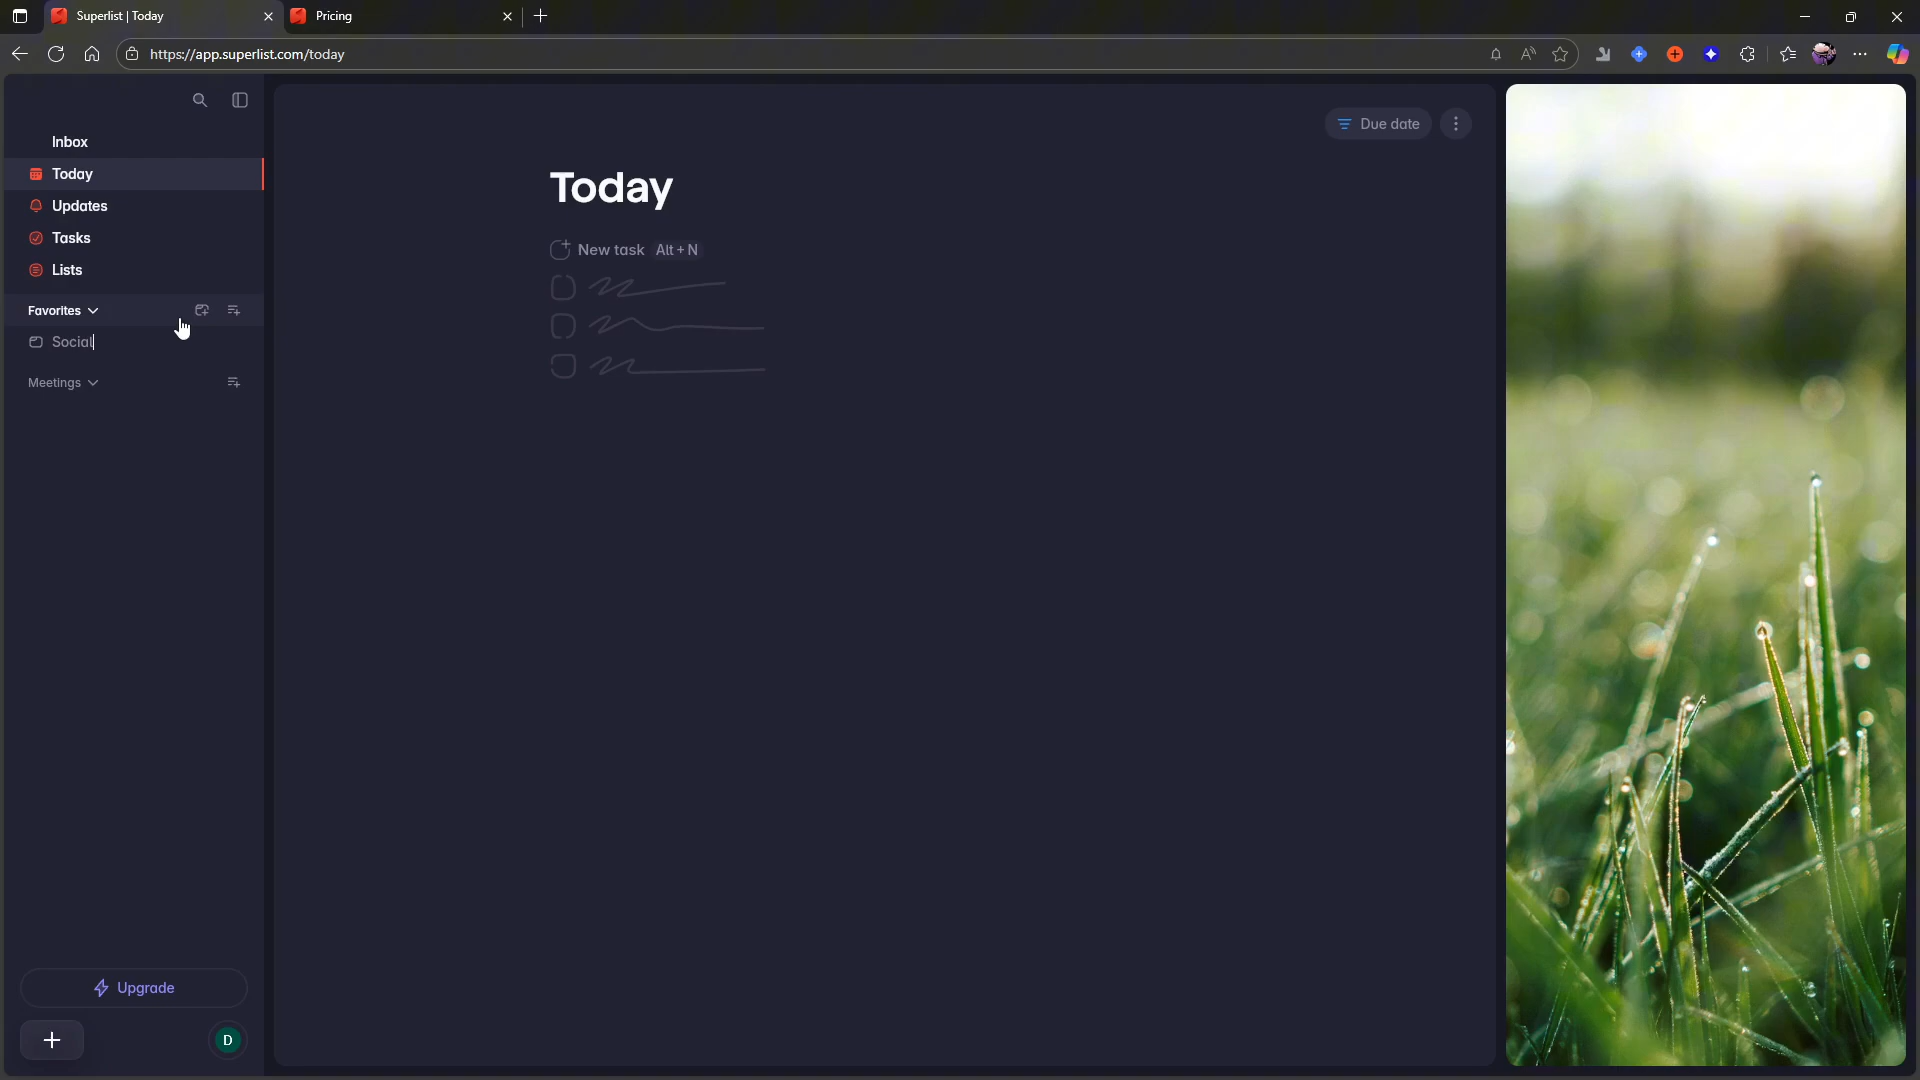 Superlist | Today
Pricing
https://app.superlist.com/today
Inbox
Today
Updates
Tasks
Lists
Favorites
Social
Meetings
Upgrade
D
Due date
Today
New task Alt + N